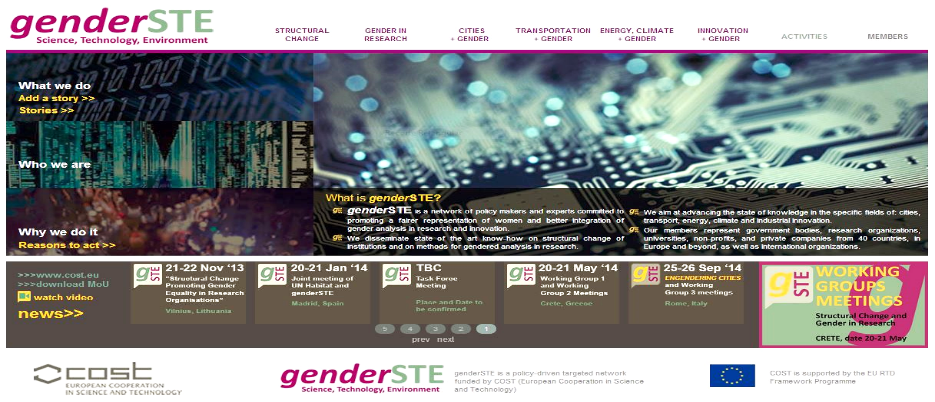 genderSTE
Science, Technology, Environment
STRUCTURAL
CHANGE
GENDER IN
RESEARCH
CITIES
+ GENDER
TRANSPORTATION
+ GENDER
ENERGY, CLIMATE
+ GENDER
INNOVATION
+ GENDER
ACTIVITIES
MEMBERS
What we do
Add a story >>
Stories >>
Who we are
Why we do it
Reasons to act >>
What is genderSTE?
genderSTE is a network of policy makers and experts committed to
promoting a fairer representation of women and better integration of
gender analysis in research and innovation.
We disseminate state of the art know-how on structural change of
institutions and on methods for gendered analysis in research.
We aim at advancing the state of knowledge in the specific fields of: cities,
transport, energy, climate and industrial innovation.
Our members represent government bodies, research organizations,
universities, non-profits, and private companies from 40 countries, in
Europe and beyond, as well as international organizations.
>>>www.cost.eu
>>>download MoU
watch video
news>>
g STE
21-22 Nov '13
"Structural Change
Promoting Gender
Equality in Research
Organisations"
Vilnius, Lithuania
g STE
20-21 Jan '14
Joint meeting of
UN Habitat and
genderSTE
Madrid, Spain
g STE
TBC
Task Force
Meeting
Place and Date to
be confirmed
g STE
20-21 May '14
Working Group 1
and Working
Group 2 Meetings
Crete, Greece
g STE
25-26 Sep '14
ENGENDERING CITIES
and Working
Group 3 meetings
Rome, Italy
5 4 3 2 1
prev next
g STE
WORKING
GROUPS
MEETINGS
Structural Change and
Gender in Research
CRETE, date 20-21 May
cost
EUROPEAN COOPERATION
IN SCIENCE AND TECHNOLOGY
genderSTE
Science, Technology, Environment
genderSTE is a policy-driven targeted network
funded by COST (European Cooperation in Science
and Technology)
COST is supported by the EU RTD
Framework Programme